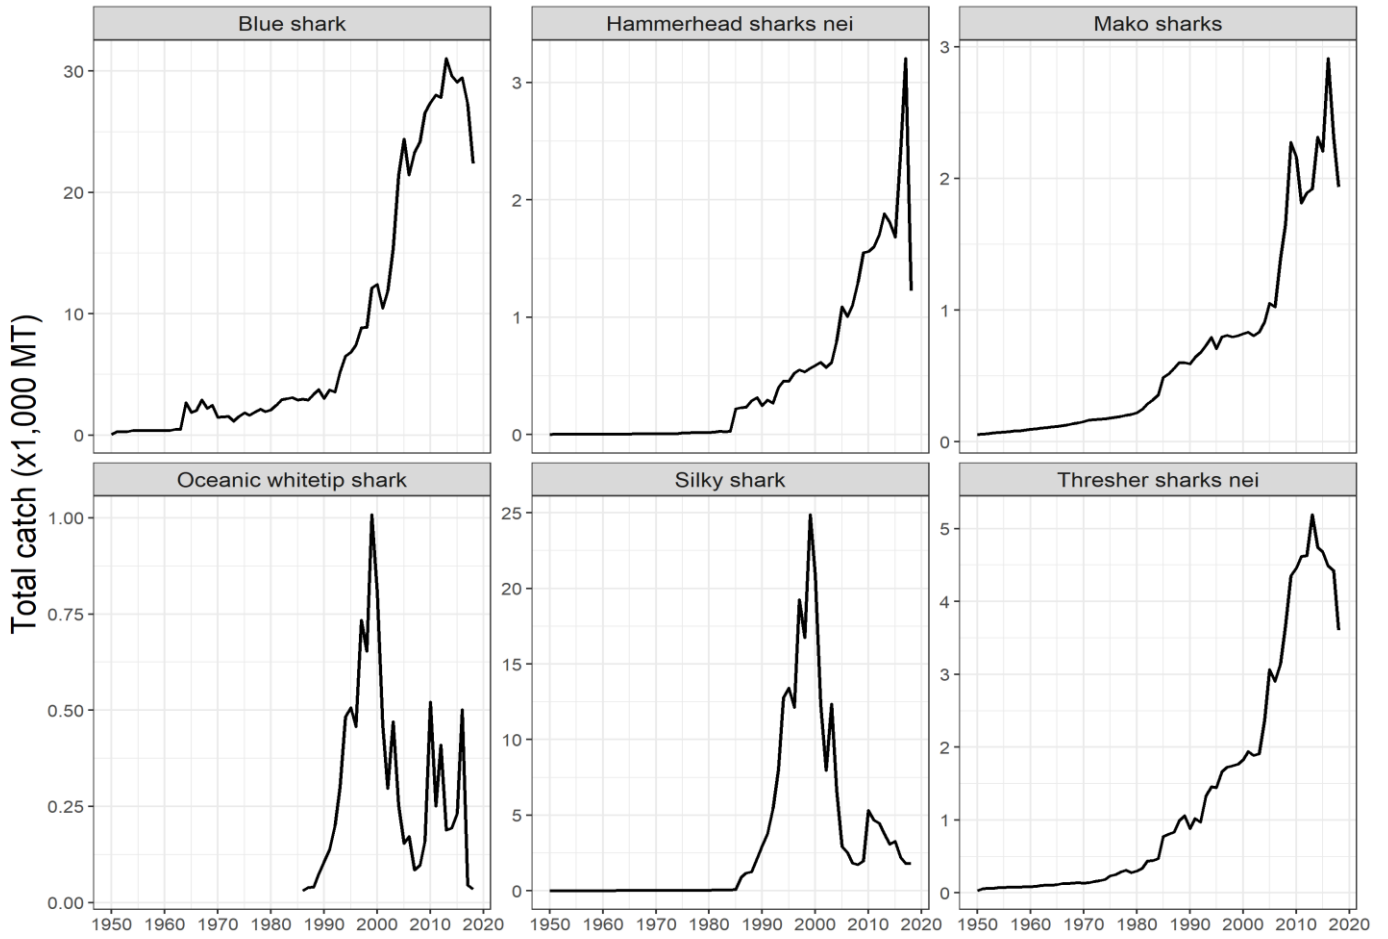 Blue shark
Hammerhead sharks nei
Mako sharks
30
20
10
0
3
2
1
0
3
2
1
0
Total catch (x1,000 MT)
Oceanic whitetip shark
Silky shark
Thresher sharks nei
1.00
0.75
0.50
0.25
0.00
25
20
15
10
5
0
5
4
3
2
1
0
1950 1960 1970 1980 1990 2000 2010 2020
1950 1960 1970 1980 1990 2000 2010 2020
1950 1960 1970 1980 1990 2000 2010 2020